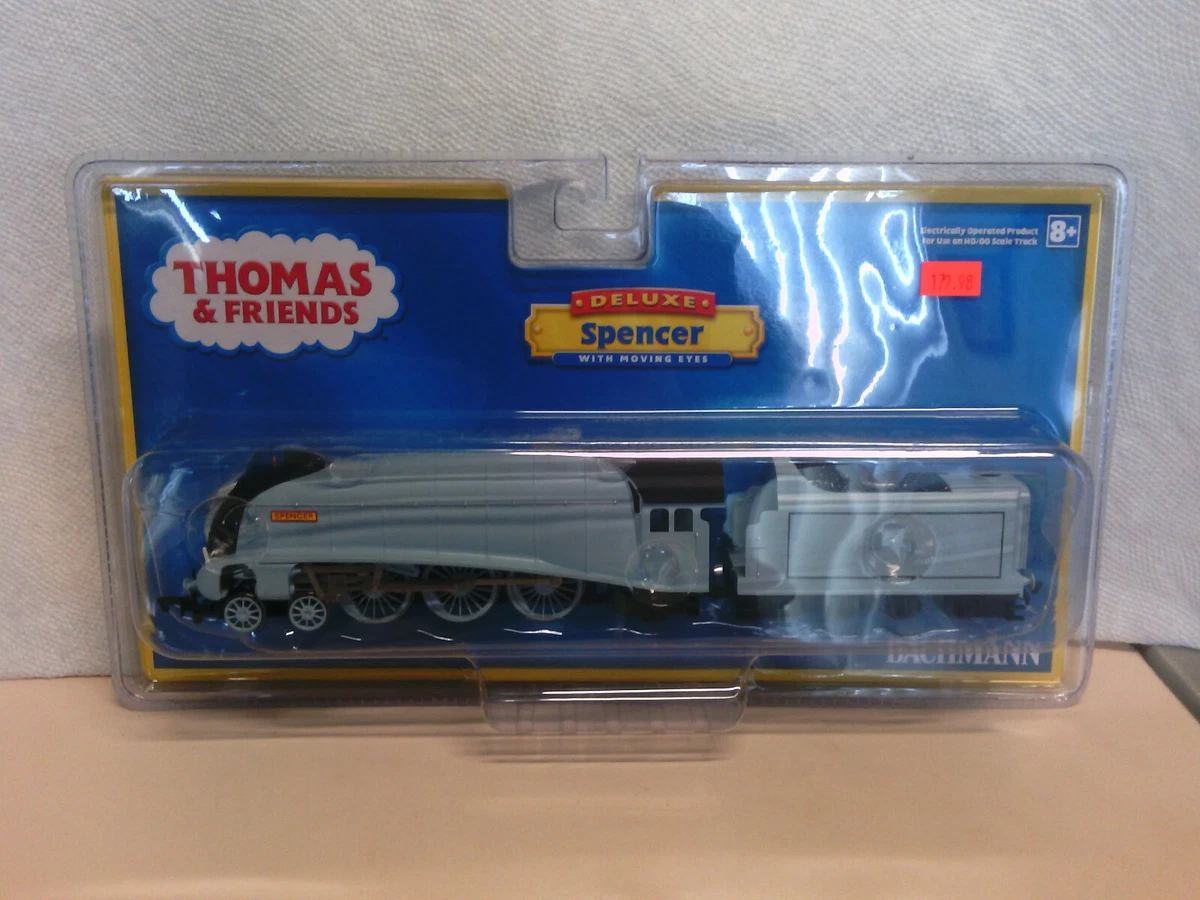 THOMAS
& FRIENDS
DELUXE
Spencer
WITH MOVING EYES
Electrically Operated Product
For Use on HO/OO Scale Track
8+
SPENCER
BACHMANN